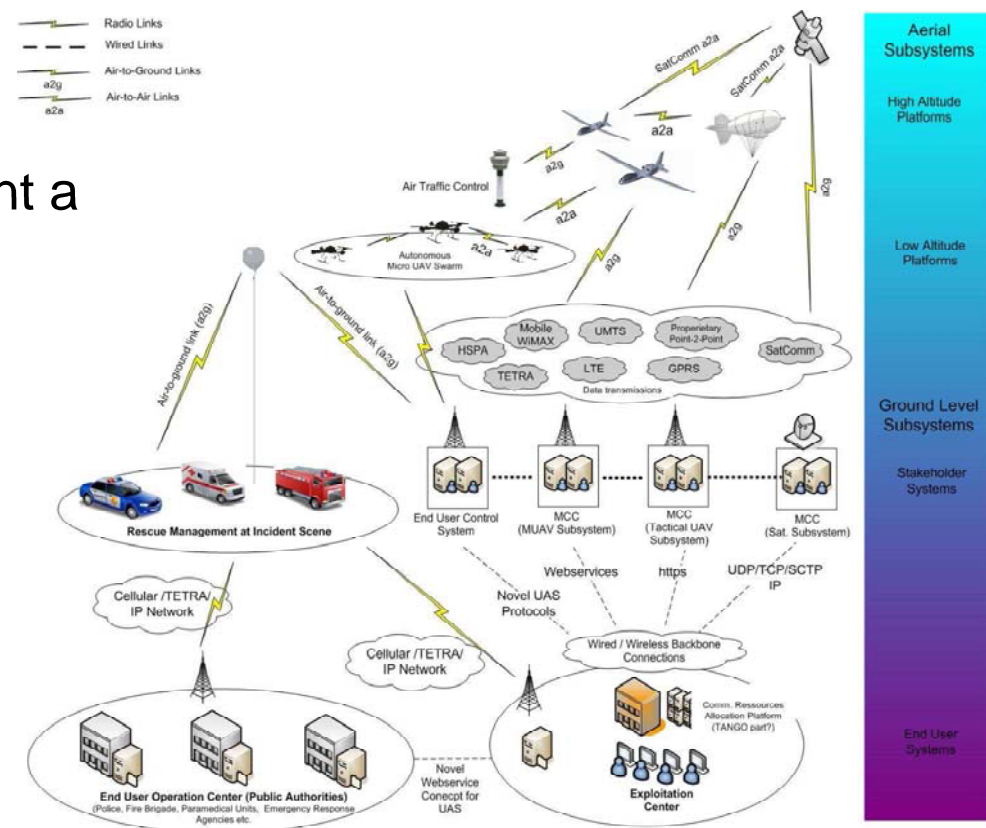 Radio Links
Wired Links
Air-to-Ground Links
a2g
Air-to-Air Links
a2a
nt a
SatComm a2a
SatComm a2a
a2a
a2g
a2g
Air Traffic Control
a2a
a2a
Autonomous
Micro UAV Swarm
a2g
a2g
Air-to-ground link (a2g)
Air-to-ground link (a2g)
HSPA
Mobile
WiMAX
UMTS
Properietary
Point-2-Point
SatComm
TETRA
LTE
GPRS
Data transmissions
Rescue Management at Incident Scene
End User Control
System
MCC
(MUAV Subsystem)
MCC
(Tactical UAV
Subsystem)
MCC
(Sat. Subsystem)
Webservices
https
UDP/TCP/SCTP
IP
Novel UAS
Protocols
Cellular /TETRA/
IP Network
Cellular /TETRA/
IP Network
Wired / Wireless Backbone
Connections
Comm. Ressources
Allocation Platform
(TANGO part?)
Exploitation
Center
Novel
Webservice
Conecpt for
UAS
End User Operation Center (Public Authorities)
(Police, Fire Brigade, Paramedical Units, Emergency Response
Agencies etc.
Aerial
Subsystems
High Altitude
Platforms
Low Altitude
Platforms
Ground Level
Subsystems
Stakeholder
Systems
End User
Systems